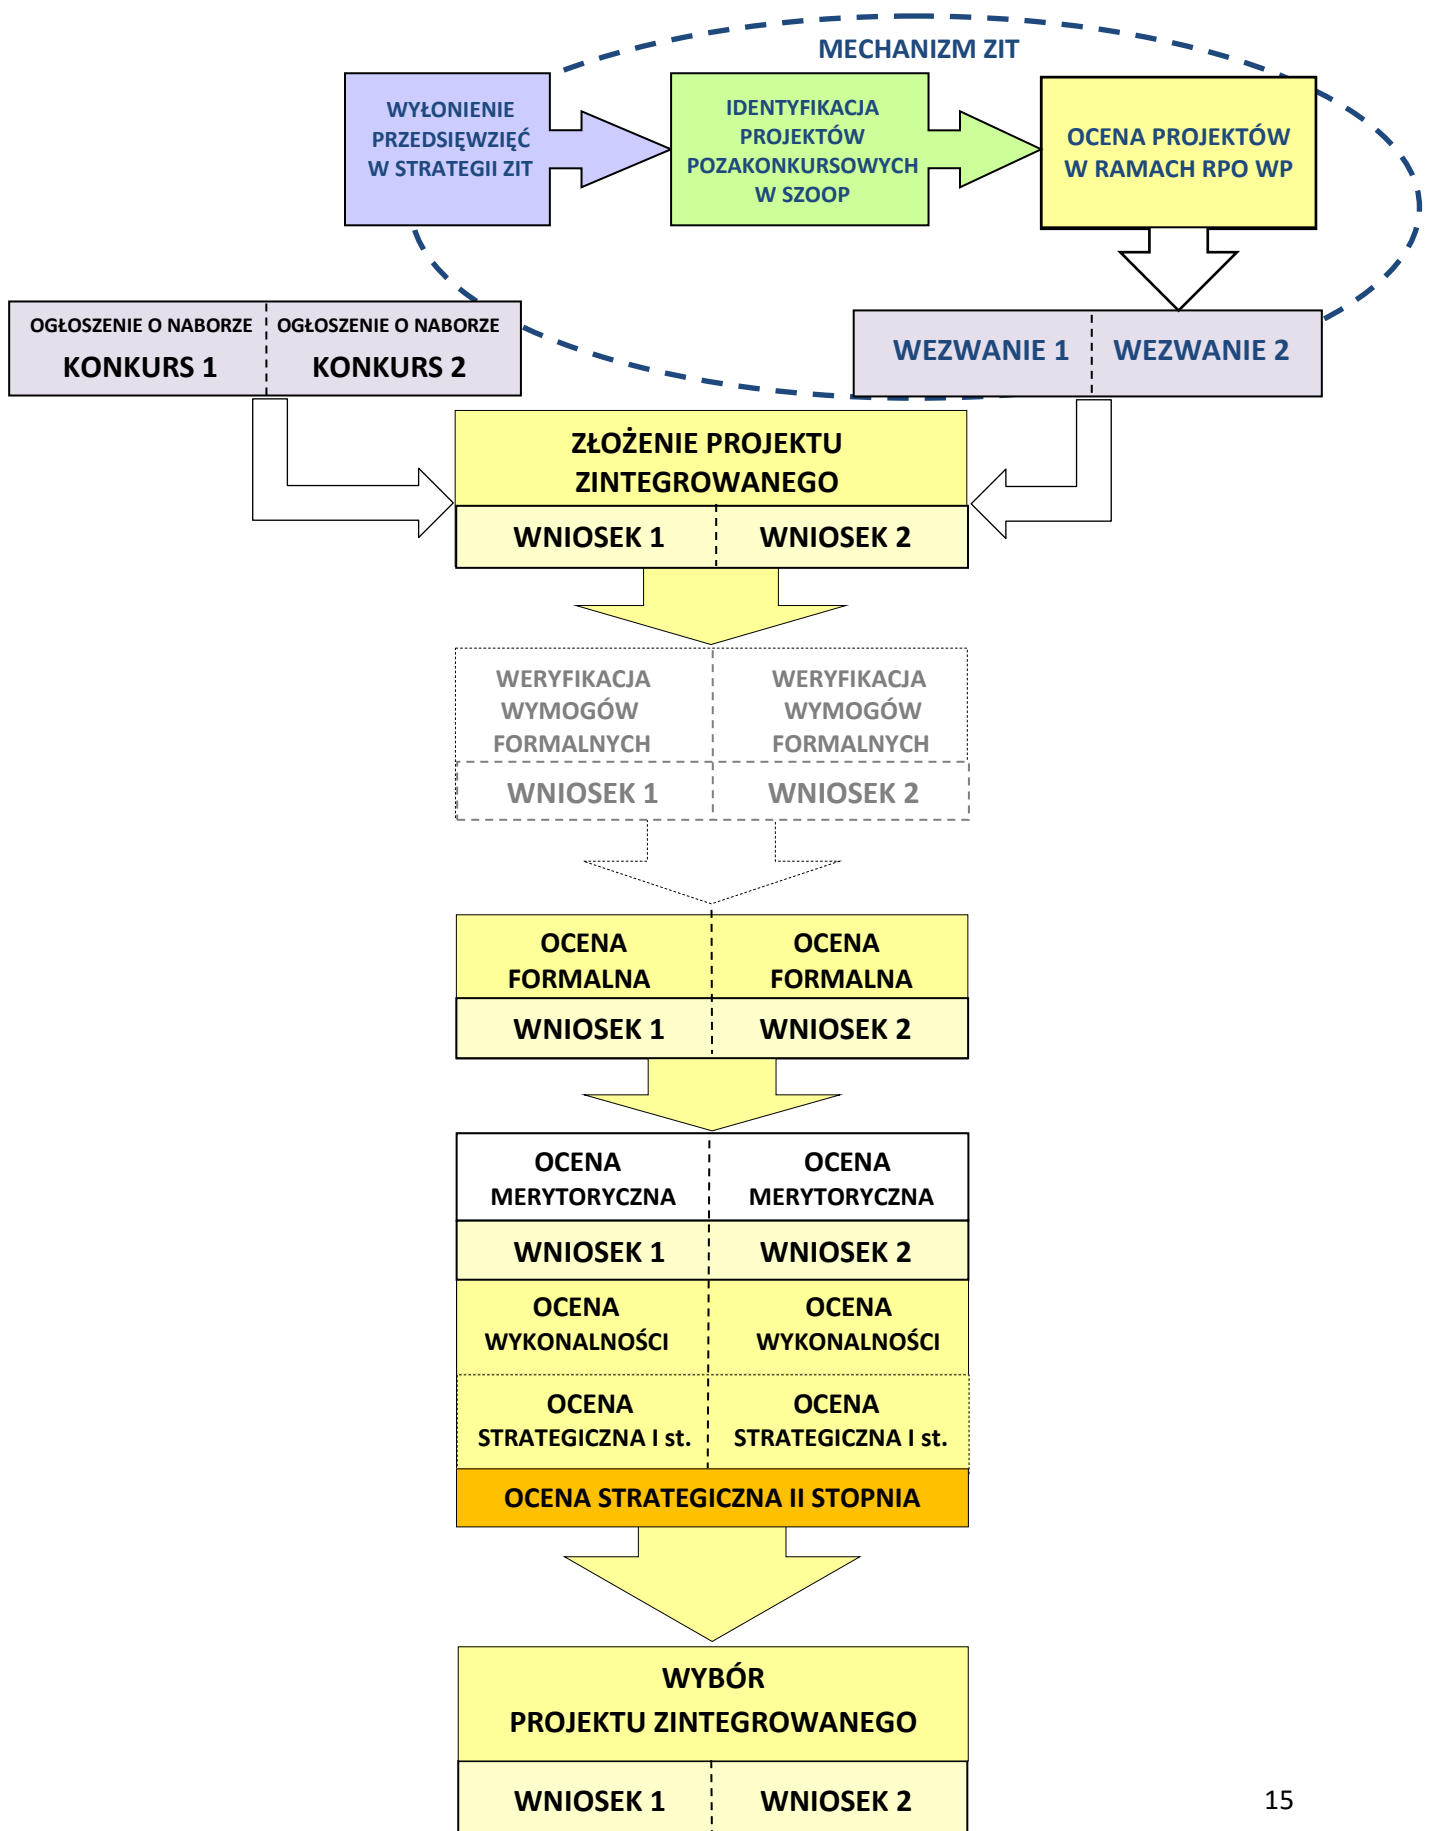 MECHANIZM ZIT
WYŁONIENIE
PRZEDSIĘWZIĘĆ
W STRATEGII ZIT
IDENTYFIKACJA
PROJEKTÓW
POZAKONKURSOWYCH
W SZOOP
OCENA PROJEKTÓW
W RAMACH RPO WP
OGŁOSZENIE O NABORZE
KONKURS 1
OGŁOSZENIE O NABORZE
KONKURS 2
WEZWANIE 1
WEZWANIE 2
ZŁOŻENIE PROJEKTU
ZINTEGROWANEGO
WNIOSEK 1
WNIOSEK 2
WERYFIKACJA
WYMOGÓW
FORMALNYCH
WERYFIKACJA
WYMOGÓW
FORMALNYCH
WNIOSEK 1
WNIOSEK 2
OCENA
FORMALNA
OCENA
FORMALNA
WNIOSEK 1
WNIOSEK 2
OCENA
MERYTORYCZNA
OCENA
MERYTORYCZNA
WNIOSEK 1
WNIOSEK 2
OCENA
WYKONALNOŚCI
OCENA
WYKONALNOŚCI
OCENA
STRATEGICZNA I st.
OCENA
STRATEGICZNA I st.
OCENA STRATEGICZNA II STOPNIA
WYBÓR
PROJEKTU ZINTEGROWANEGO
WNIOSEK 1
WNIOSEK 2
15